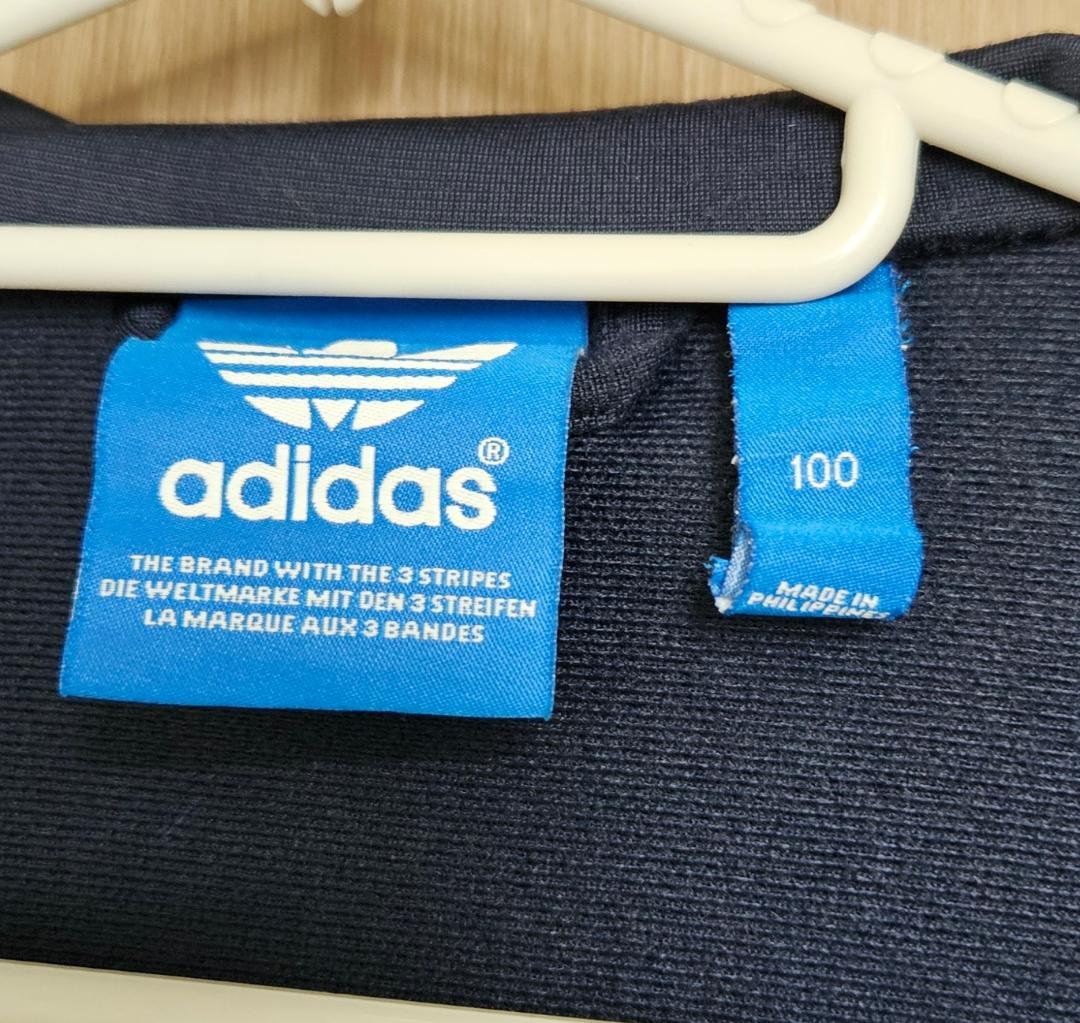 adidas®
THE BRAND WITH THE 3 STRIPES
DIE WELTMARKE MIT DEN 3 STREIFEN
LA MARQUE AUX 3 BANDES
100
MADE IN
PHILIPPINES